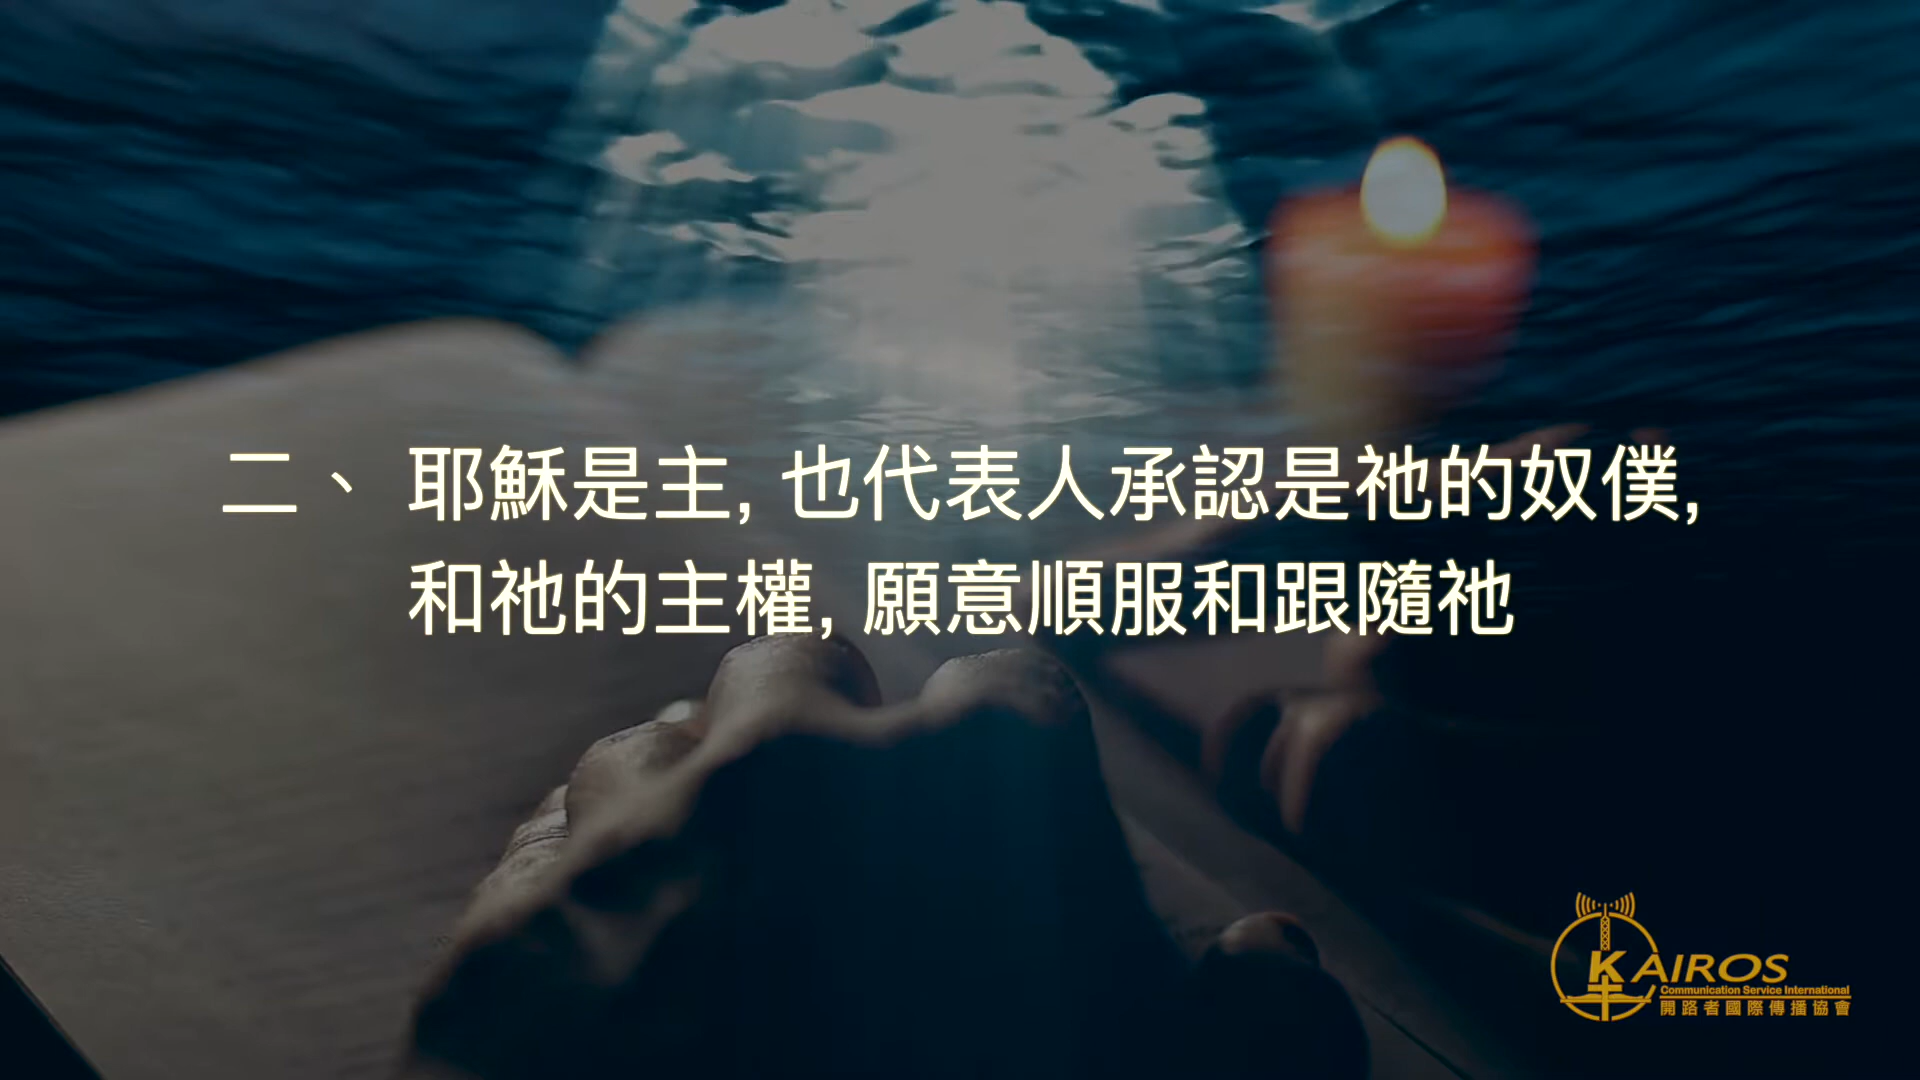 二、 耶穌是主, 也代表人承認是祂的奴僕,
和祂的主權, 願意順服和跟隨祂
KAIROS
Communication Service International
開路者國際傳播協會